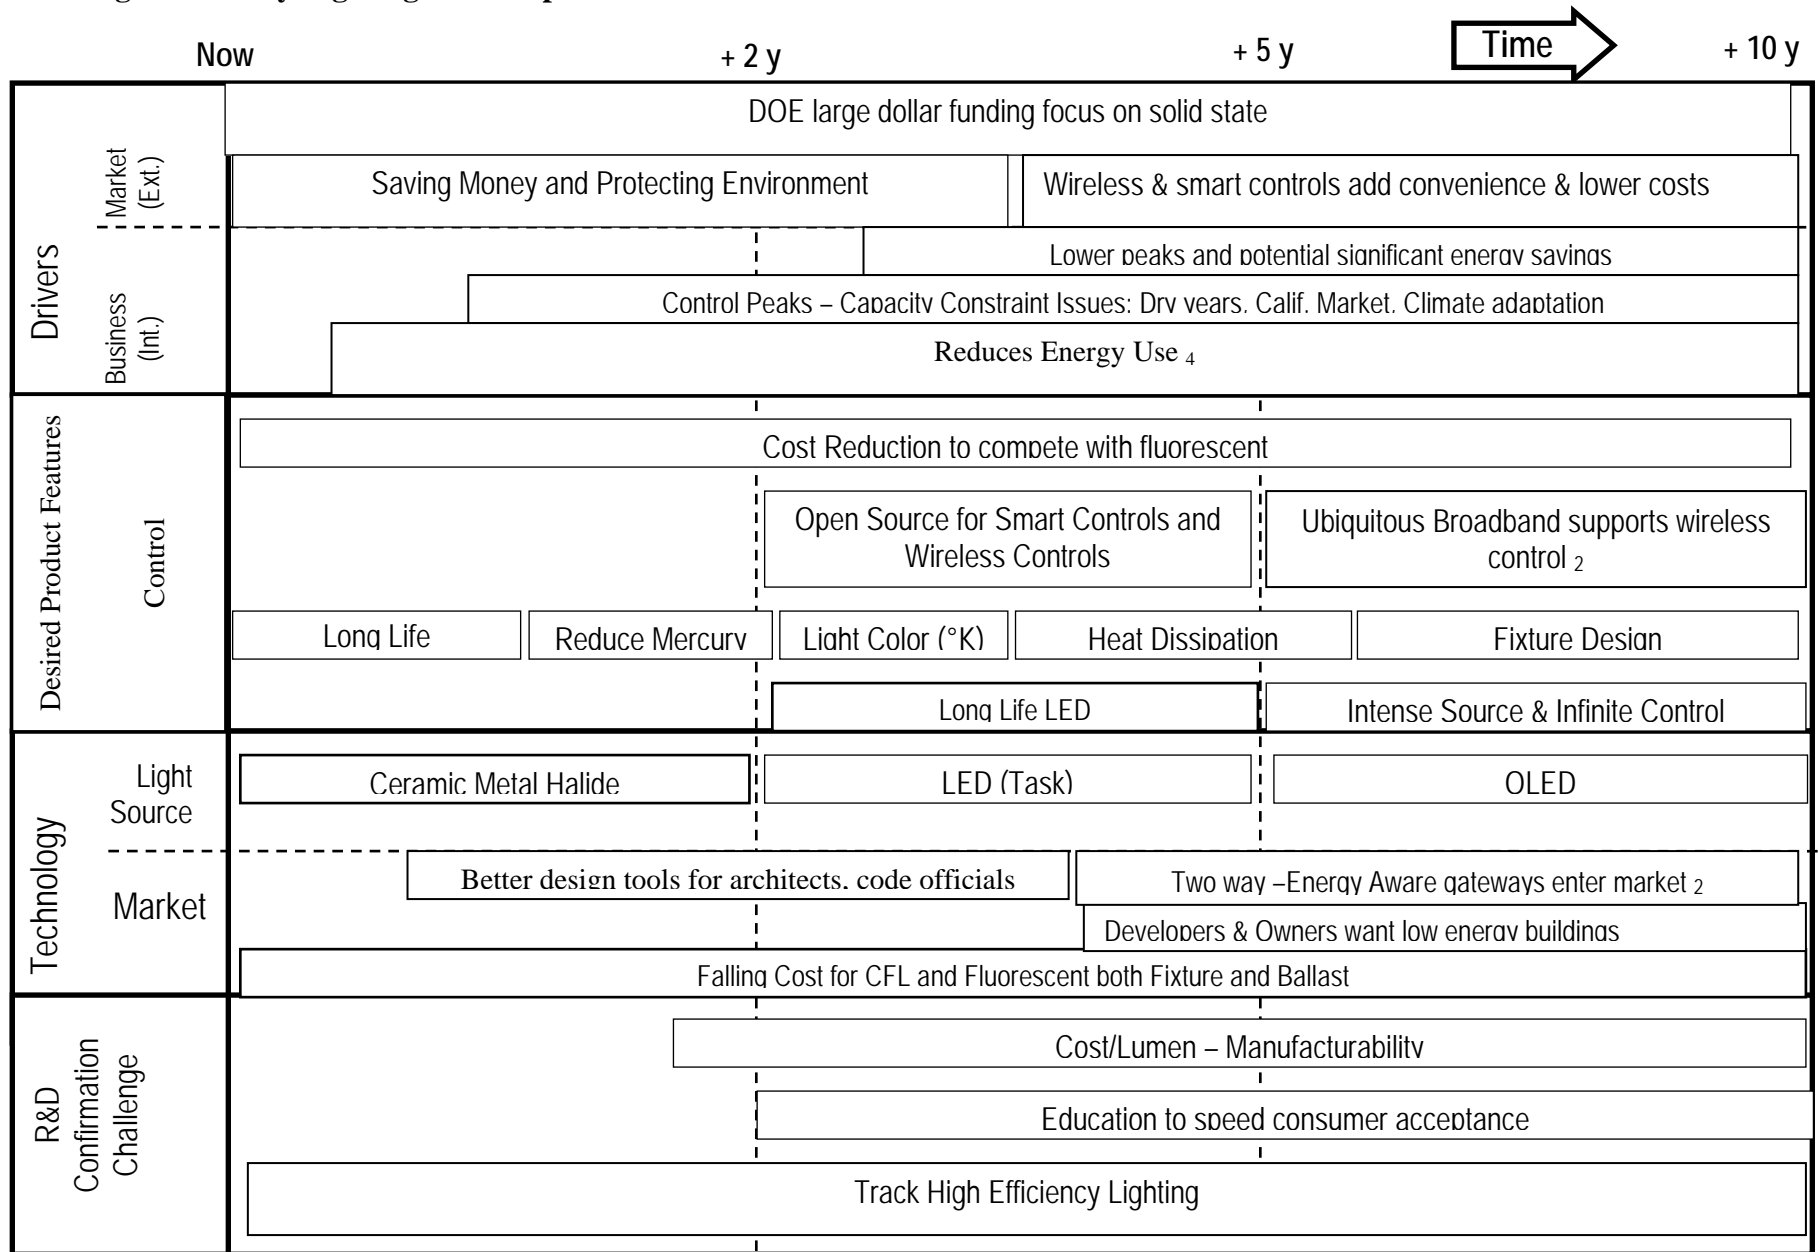 Now
+ 2 y
+ 5 y
Time
+ 10 y
Drivers
Market
(Ext.)
DOE large dollar funding focus on solid state
Saving Money and Protecting Environment
Wireless & smart controls add convenience & lower costs
Business
(Int.)
Lower peaks and potential significant energy savings
Control Peaks – Capacity Constraint Issues: Dry years, Calif. Market, Climate adaptation
Reduces Energy Use 4
Desired Product Features
Control
Cost Reduction to compete with fluorescent
Open Source for Smart Controls and
Wireless Controls
Ubiquitous Broadband supports wireless
control 2
Long Life
Reduce Mercury
Light Color (°K)
Heat Dissipation
Fixture Design
Long Life LED
Intense Source & Infinite Control
Technology
Light
Source
Ceramic Metal Halide
LED (Task)
OLED
Market
Better design tools for architects, code officials
Two way –Energy Aware gateways enter market 2
Developers & Owners want low energy buildings
Falling Cost for CFL and Fluorescent both Fixture and Ballast
R&D
Confirmation
Challenge
Cost/Lumen – Manufacturability
Education to speed consumer acceptance
Track High Efficiency Lighting